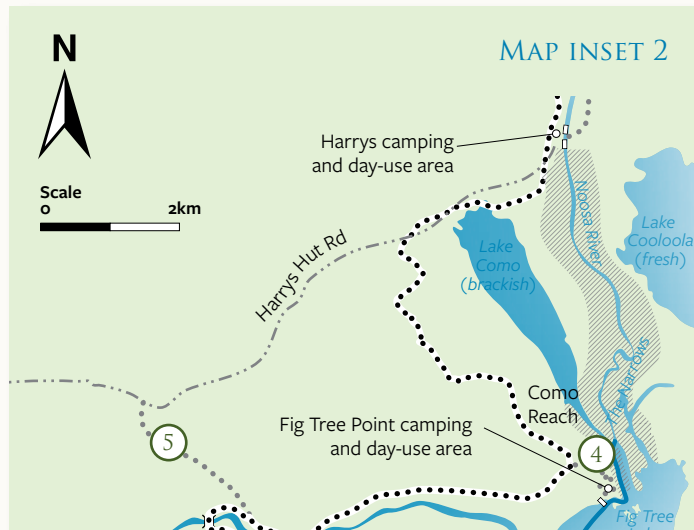 MAP INSET 2
N
Scale
0 2km
Harrys camping
and day-use area
Noosa River
Lake
Cooloola
(fresh)
Harrys Hut Rd
Lake
Como
(brackish)
The Narrows
Como
Reach
Fig Tree Point camping
and day-use area
4
5
Fig Tree